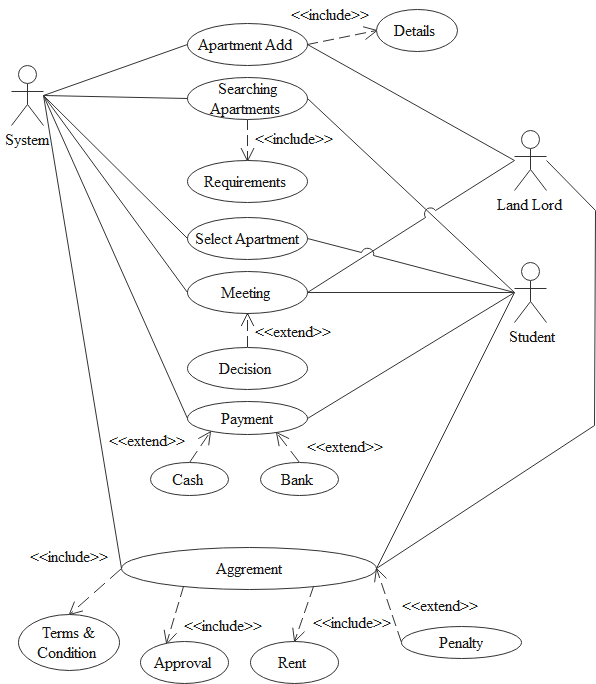 <<include>>
Apartment Add
Details
System
Searching
Apartments
<<include>>
Requirements
Land Lord
Select Apartment
Meeting
Student
<<extend>>
Decision
Payment
<<extend>>
<<extend>>
Cash
Bank
<<include>>
Aggrement
<<extend>>
<<include>>
<<include>>
Terms &
Condition
Approval
Rent
Penalty